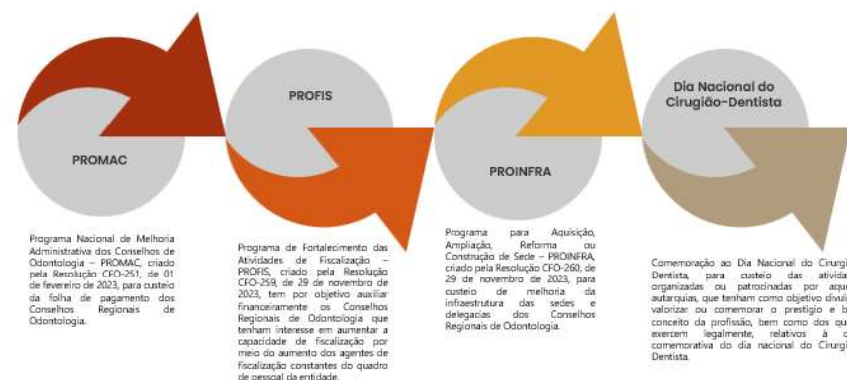 PROMAC
Programa Nacional de Melhoria
Administrativa dos Conselhos de
Odontologia – PROMAC, criado
pela Resolução CFO-251, de 01
de fevereiro de 2023, para custeio
da folha de pagamento dos
Conselhos Regionais de
Odontologia.
PROFIS
Programa de Fortalecimento das
Atividades de Fiscalização –
PROFIS, criado pela Resolução
CFO-259, de 29 de novembro de
2023, tem por objetivo auxiliar
financeiramente os Conselhos
Regionais de Odontologia que
tenham interesse em aumentar a
capacidade de fiscalização por
meio do aumento dos agentes de
fiscalização constantes do quadro
de pessoal da entidade.
PROINFRA
Programa para Aquisição,
Ampliação, Reforma ou
Construção de Sede – PROINFRA,
criado pela Resolução CFO-260, de
29 de novembro de 2023, para
custeio de melhoria da
infraestrutura das sedes e
delegacias dos Conselhos
Regionais de Odontologia.
Dia Nacional do
Cirugião-Dentista
Comemoração ao Dia Nacional do Cirurgi
Dentista, para custeio das atividad
organizadas ou patrocinadas por aque
autarquias, que tenham como objetivo divulg
valorizar ou comemorar o prestígio e b
conceito da profissão, bem como dos que
exercem legalmente, relativos à d
comemorativa do dia nacional do Cirurgi
Dentista.